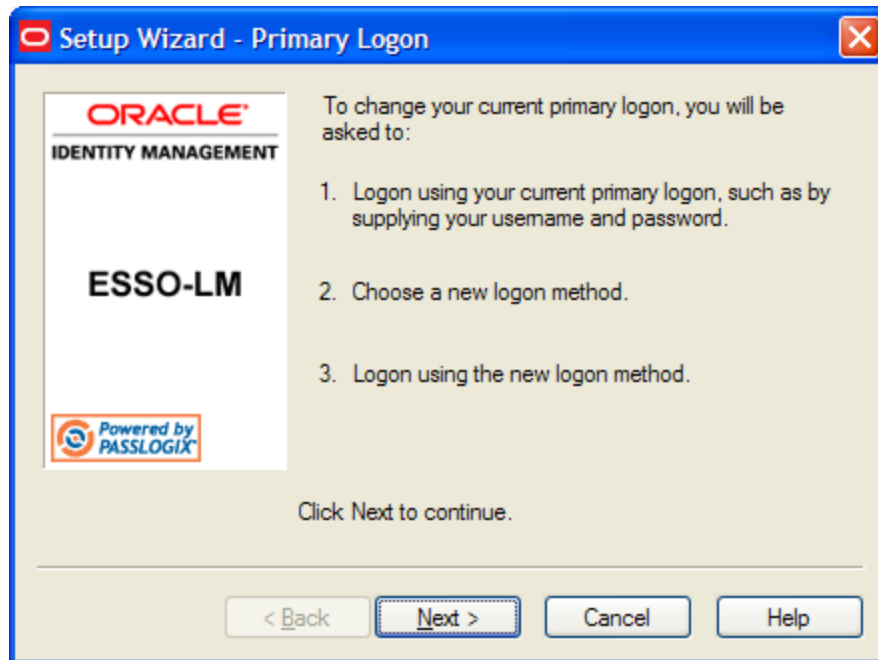 Setup Wizard - Primary Logon
ORACLE®
IDENTITY MANAGEMENT
ESSO-LM
Powered by
PASSLOGIX™
To change your current primary logon, you will be
asked to:
1. Logon using your current primary logon, such as by
supplying your username and password.
2. Choose a new logon method.
3. Logon using the new logon method.
Click Next to continue.
< Back
Next >
Cancel
Help